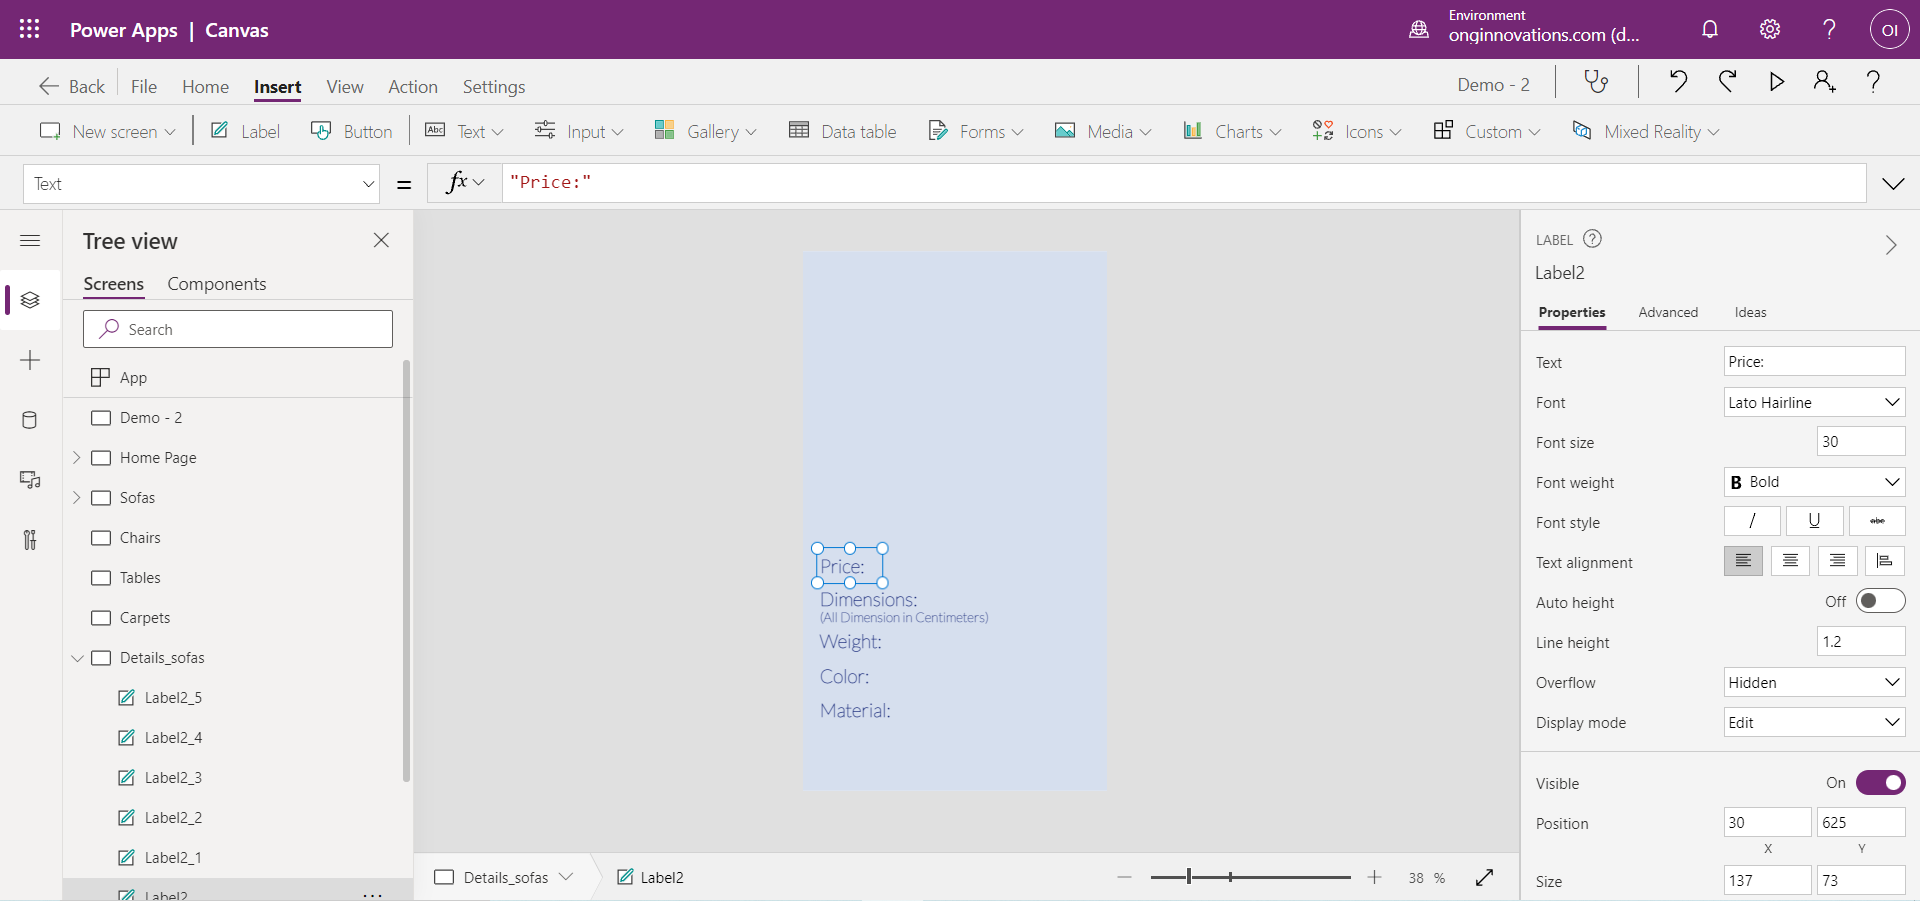 Power Apps | Canvas
Environment
onginnovations.com (d...
OI
Back
File
Home
Insert
View
Action
Settings
Demo - 2
New screen
Label
Button
Abc
Text
Input
Gallery
Data table
Forms
Media
Charts
Icons
Custom
Mixed Reality
Text
=
fx
"Price:"
Tree view
Screens
Components
Search
App
Demo - 2
Home Page
Sofas
Chairs
Tables
Carpets
Details_sofas
Label2_5
Label2_4
Label2_3
Label2_2
Label2_1
Label2
...
Price:
Dimensions:
(All Dimension in Centimeters)
Weight:
Color:
Material:
Details_sofas
Label2
38 %
LABEL
Label2
Properties
Advanced
Ideas
Text
Price:
Font
Lato Hairline
Font size
30
Font weight
B Bold
Font style
/
U
abc
Text alignment
Auto height
Off
Line height
1.2
Overflow
Hidden
Display mode
Edit
Visible
On
Position
30
625
X
Y
Size
137
73